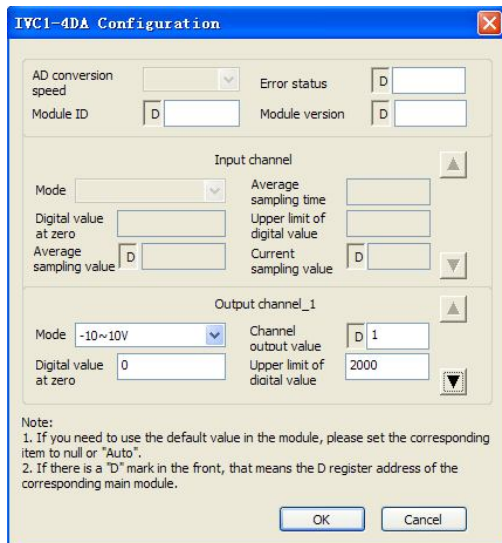 IVC1-4DA Configuration
AD conversion speed
Error status D
Module ID D
Module version D
Input channel
Mode
Average sampling time
Digital value at zero
Upper limit of digital value
Average sampling value D
Current sampling value D
Output channel_1
Mode -10~10V
Channel output value D 1
Digital value at zero 0
Upper limit of digital value 2000
Note:
1. If you need to use the default value in the module, please set the corresponding
item to null or "Auto".
2. If there is a "D" mark in the front, that means the D register address of the
corresponding main module.
OK Cancel